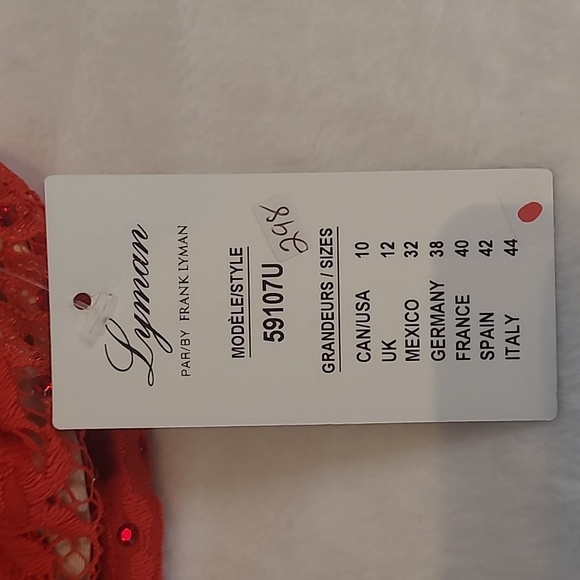 Lyman
PAR/BY FRANK LYMAN
MODÈLE/STYLE
59107U
298
GRANDEURS / SIZES
CAN/USA 10
UK 12
MEXICO 32
GERMANY 38
FRANCE 40
SPAIN 42
ITALY 44